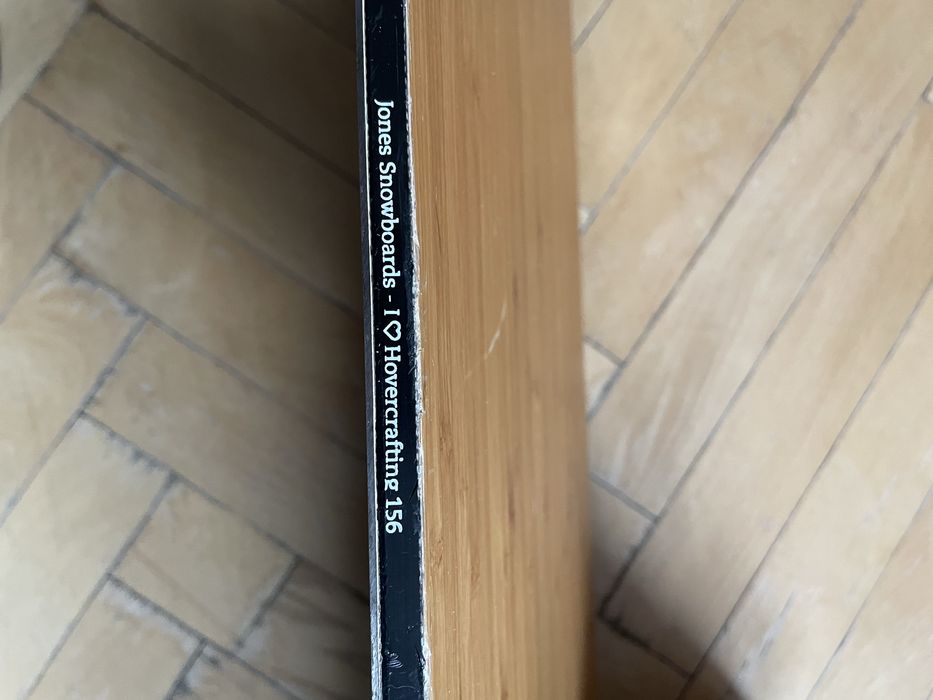 Jones Snowboards - I ♡ Hovercrafting 156